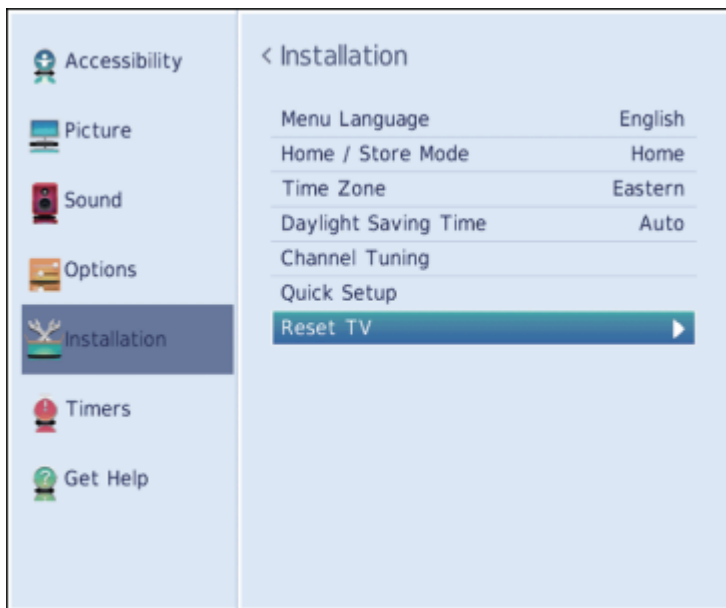 Accessibility
Picture
Sound
Options
Installation
Timers
Get Help
< Installation
Menu Language English
Home / Store Mode Home
Time Zone Eastern
Daylight Saving Time Auto
Channel Tuning
Quick Setup
Reset TV